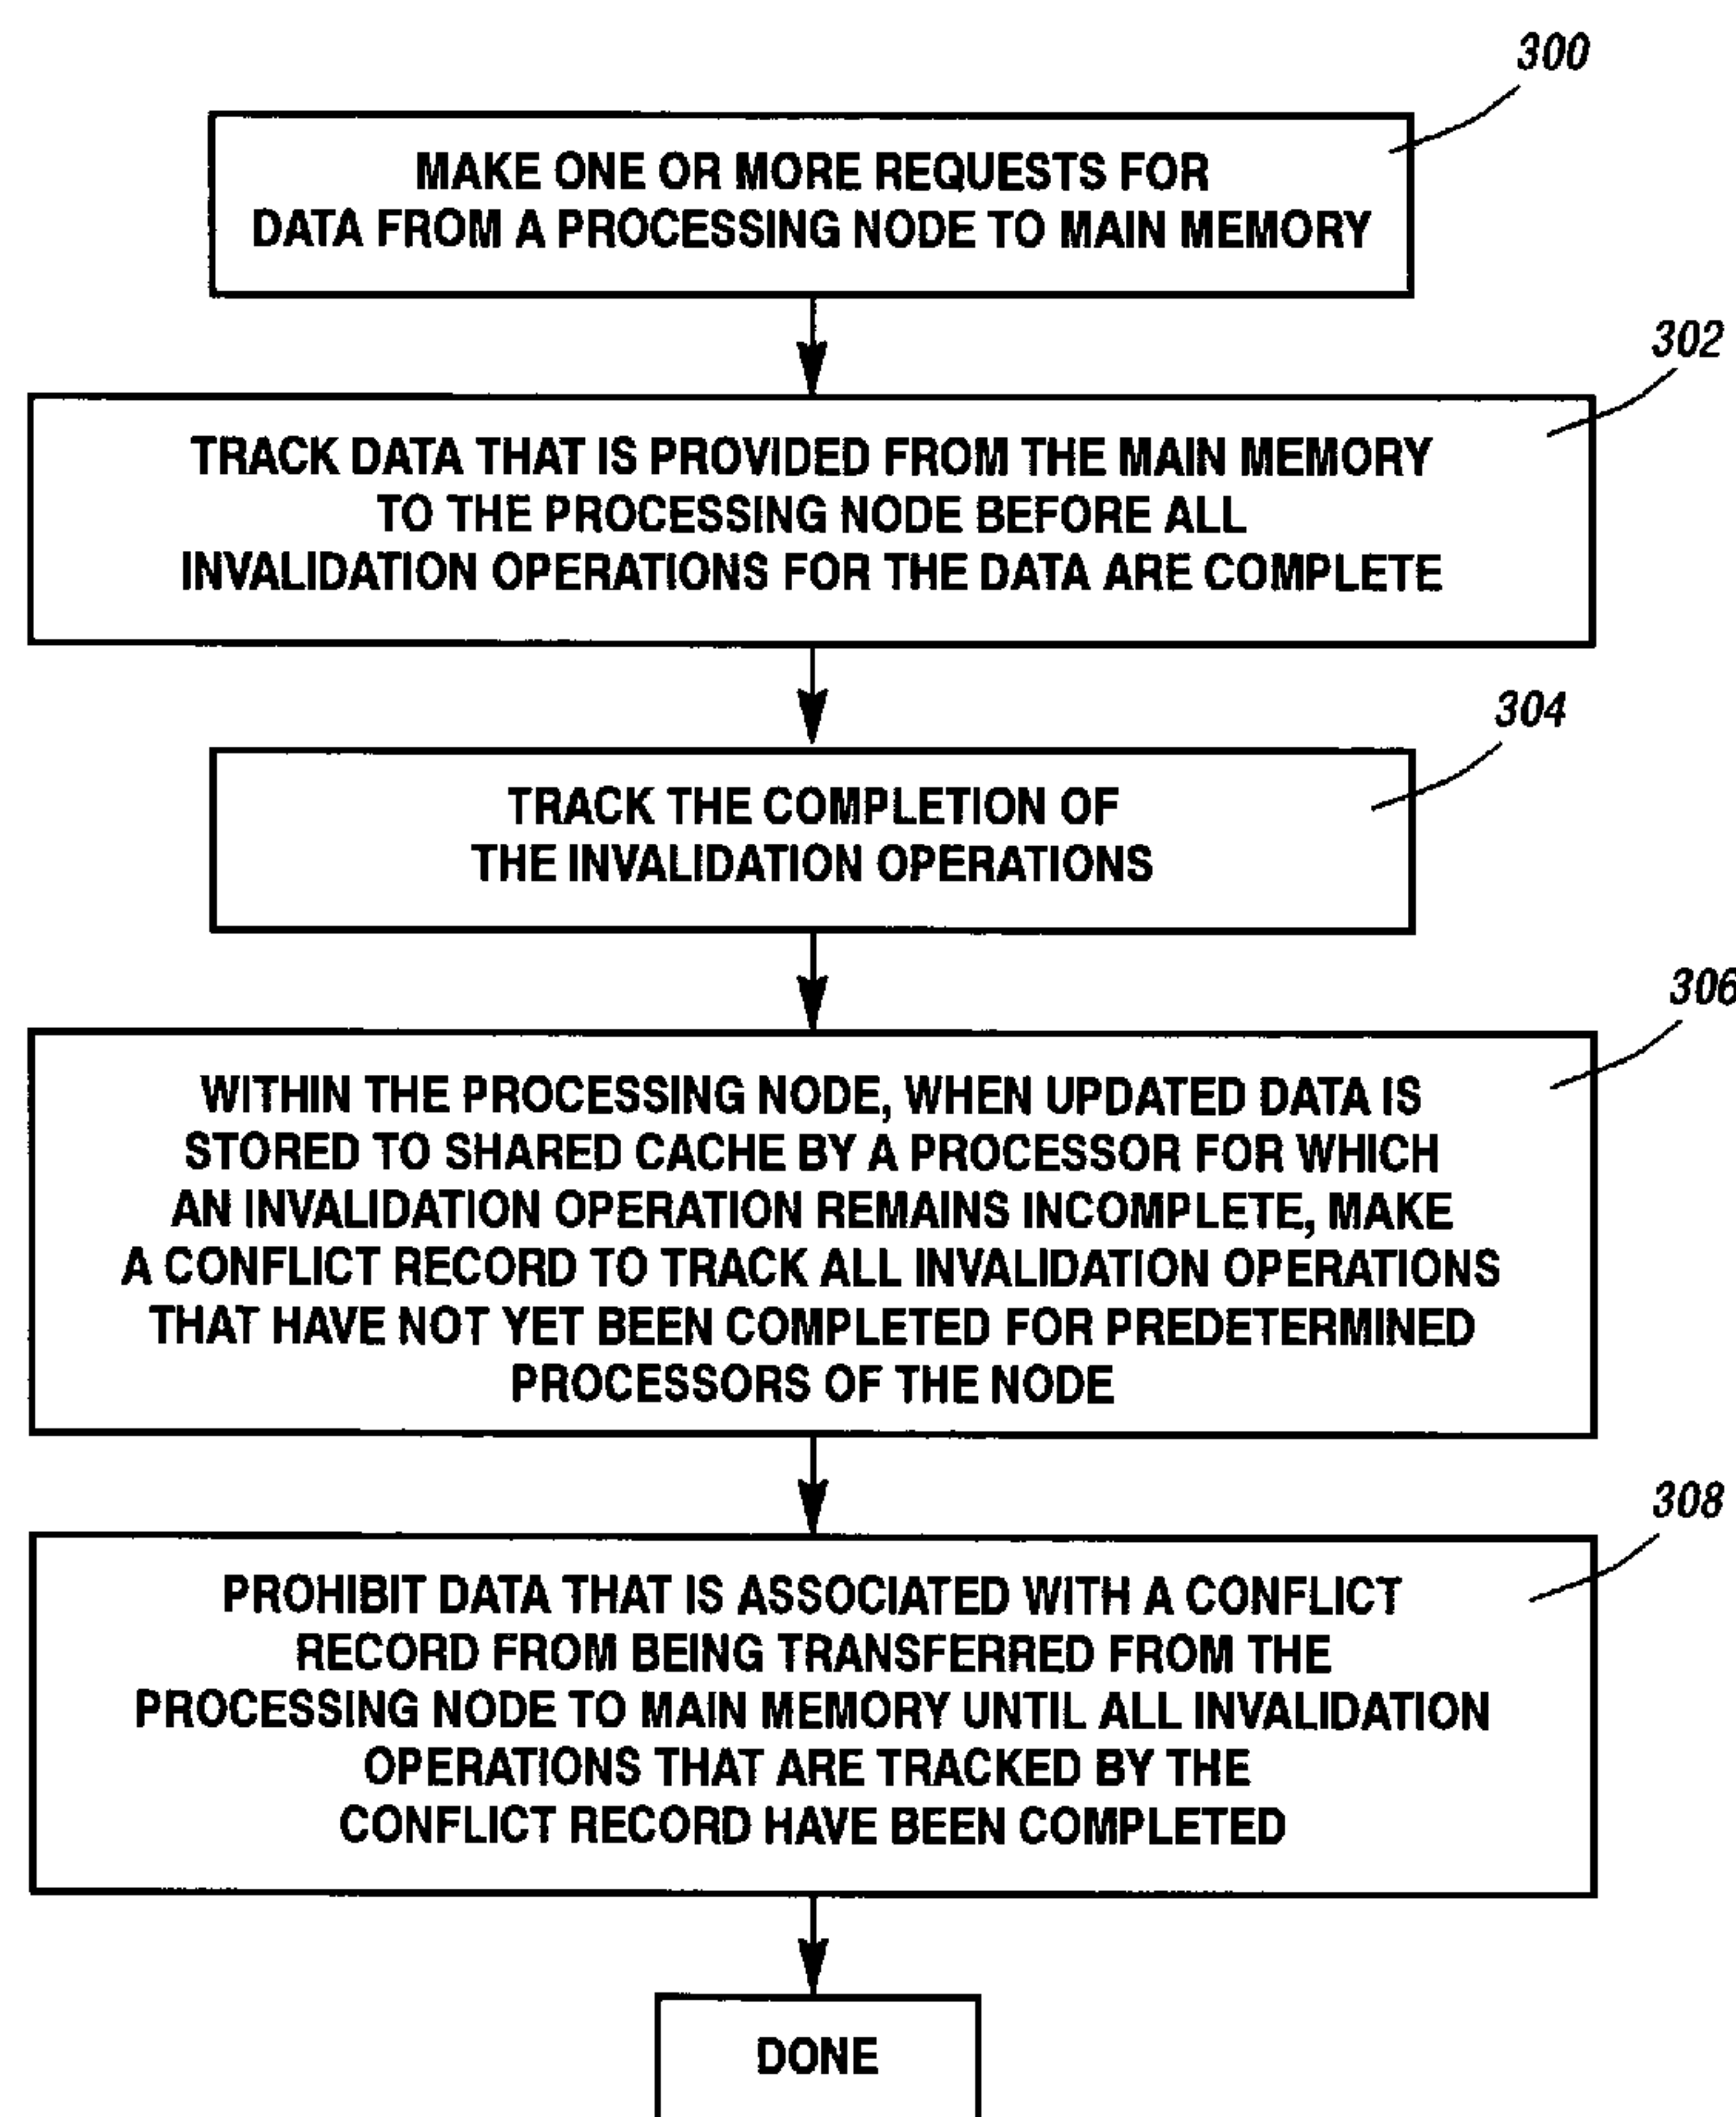 300
MAKE ONE OR MORE REQUESTS FOR
DATA FROM A PROCESSING NODE TO MAIN MEMORY
302
TRACK DATA THAT IS PROVIDED FROM THE MAIN MEMORY
TO THE PROCESSING NODE BEFORE ALL
INVALIDATION OPERATIONS FOR THE DATA ARE COMPLETE
304
TRACK THE COMPLETION OF
THE INVALIDATION OPERATIONS
306
WITHIN THE PROCESSING NODE, WHEN UPDATED DATA IS
STORED TO SHARED CACHE BY A PROCESSOR FOR WHICH
AN INVALIDATION OPERATION REMAINS INCOMPLETE, MAKE
A CONFLICT RECORD TO TRACK ALL INVALIDATION OPERATIONS
THAT HAVE NOT YET BEEN COMPLETED FOR PREDETERMINED
PROCESSORS OF THE NODE
308
PROHIBIT DATA THAT IS ASSOCIATED WITH A CONFLICT
RECORD FROM BEING TRANSFERRED FROM THE
PROCESSING NODE TO MAIN MEMORY UNTIL ALL INVALIDATION
OPERATIONS THAT ARE TRACKED BY THE
CONFLICT RECORD HAVE BEEN COMPLETED
DONE